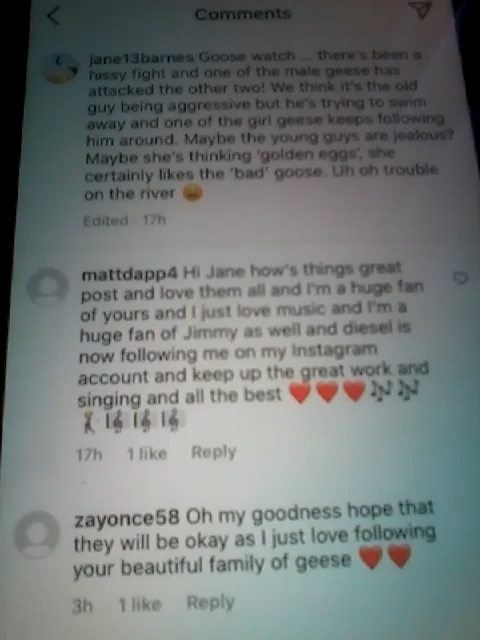 Comments
jane13barnes Goose watch ... there's been a
hissy fight and one of the male geese has
attacked the other two! We think it's the old
guy being aggressive but he's trying to swim
away and one of the girl geese keeps following
him around. Maybe the young guys are jealous?
Maybe she's thinking 'golden eggs', she
certainly likes the 'bad' goose. Uh oh trouble
on the river 😩
Edited · 17h
mattdapp4 Hi Jane how's things great
post and love them all and I'm a huge fan
of yours and I just love music and I'm a
huge fan of Jimmy as well and diesel is
now following me on my Instagram
account and keep up the great work and
singing and all the best ❤️❤️❤️🎶🎶
🎼🎼🎼
17h 1 like Reply
zayonce58 Oh my goodness hope that
they will be okay as I just love following
your beautiful family of geese ❤️❤️
3h 1 like Reply